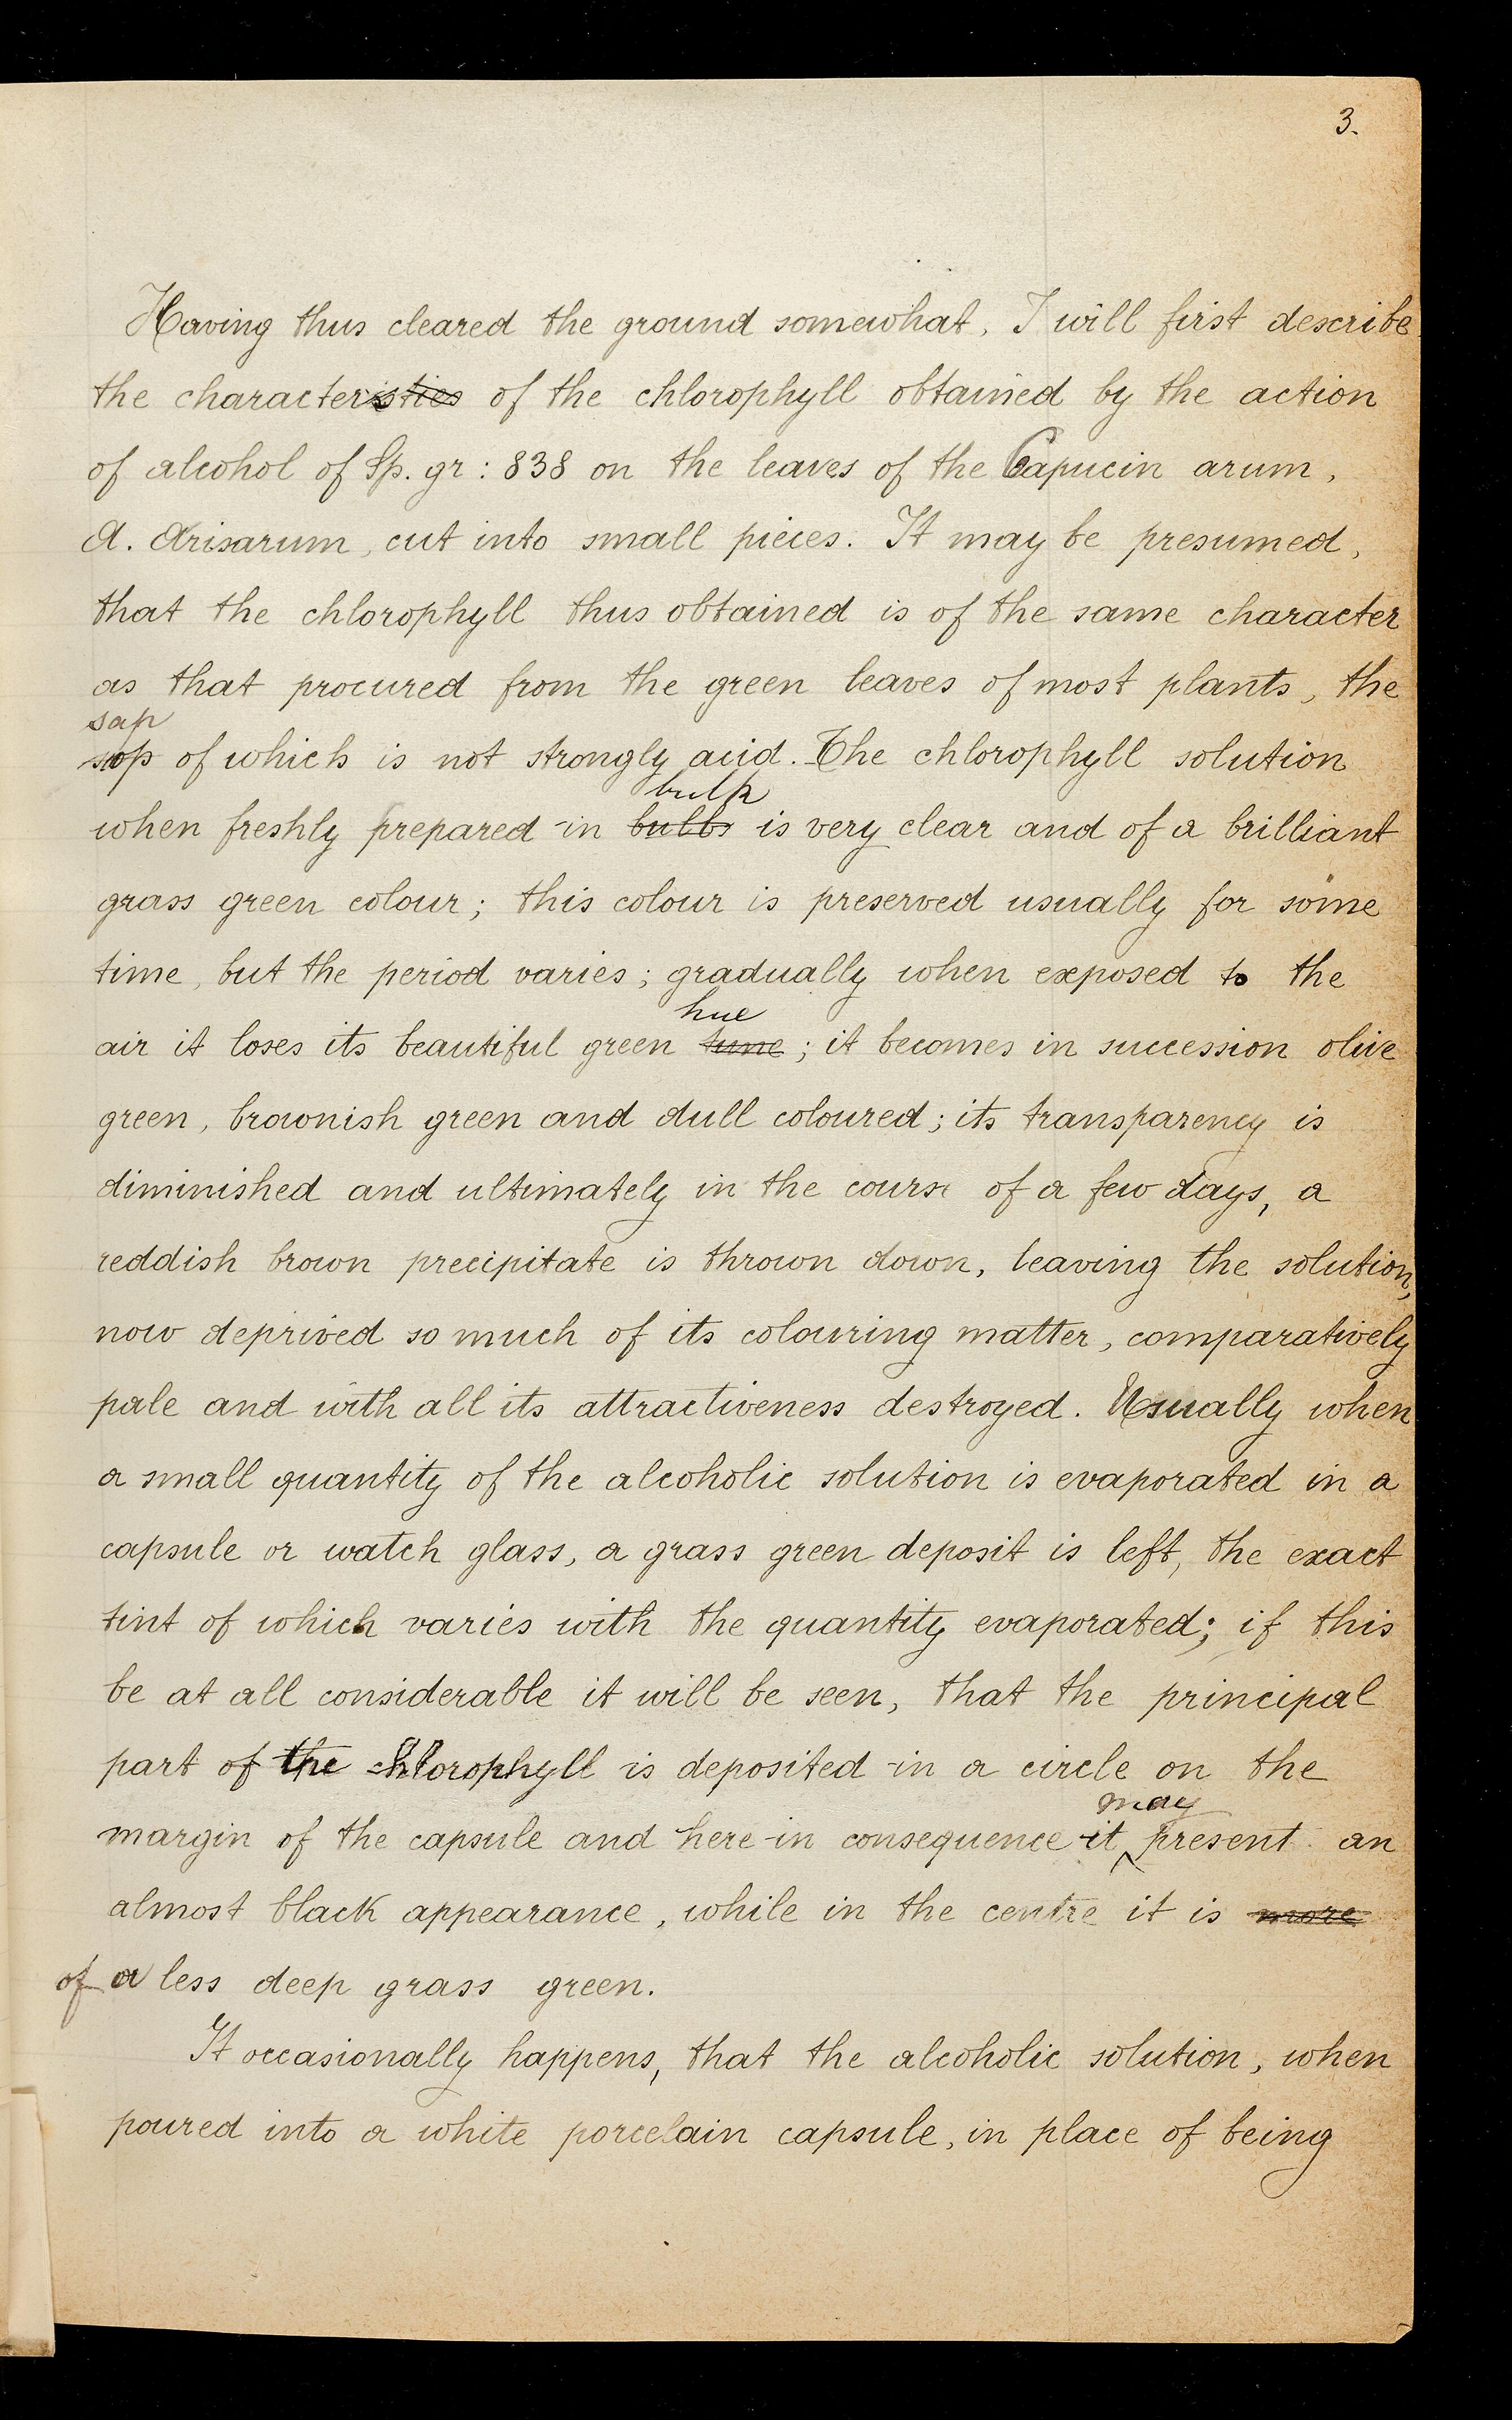 3.
Having thus cleared the ground somewhat, I will first describe
the characteristics of the chlorophyll obtained by the action
of alcohol of Sp. gr : 838 on the leaves of the Capucin arum,
A. Arisarum, cut into small pieces. It may be presumed,
that the chlorophyll thus obtained is of the same character
as that procured from the green leaves of most plants, the
sap
sop of which is not strongly acid. The chlorophyll solution
bulk
when freshly prepared in bulbs is very clear and of a brilliant
grass green colour; this colour is preserved usually for some
time, but the period varies; gradually when exposed to the
hue
air it loses its beautiful green tune; it becomes in succession olive
green, brownish green and dull coloured; its transparency is
diminished and ultimately in the course of a few days, a
reddish brown precipitate is thrown down, leaving the solution,
now deprived so much of its colouring matter, comparatively
pale and with all its attractiveness destroyed. Usually when
a small quantity of the alcoholic solution is evaporated in a
capsule or watch glass, a grass green deposit is left, the exact
tint of which varies with the quantity evaporated; if this
be at all considerable it will be seen, that the principal
part of the chlorophyll is deposited in a circle on the
may
margin of the capsule and here in consequence it present an
almost black appearance, while in the centre it is more
of a less deep grass green.
It occasionally happens, that the alcoholic solution, when
poured into a white porcelain capsule, in place of being